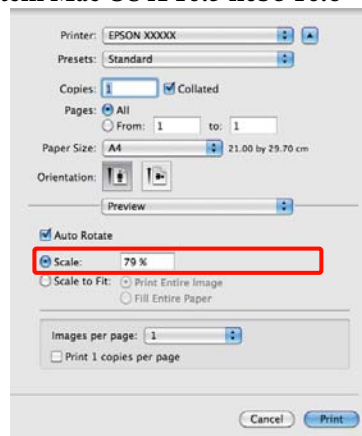 Printer: EPSON XXXXX
Presets: Standard
Copies: 1 Collated
Pages: All
From: 1 to: 1
Paper Size: A4 21.00 by 29.70 cm
Orientation:
Preview
Auto Rotate
Scale: 79 %
Scale to Fit: Print Entire Image
Fill Entire Paper
Images per page: 1
Print 1 copies per page
Cancel Print